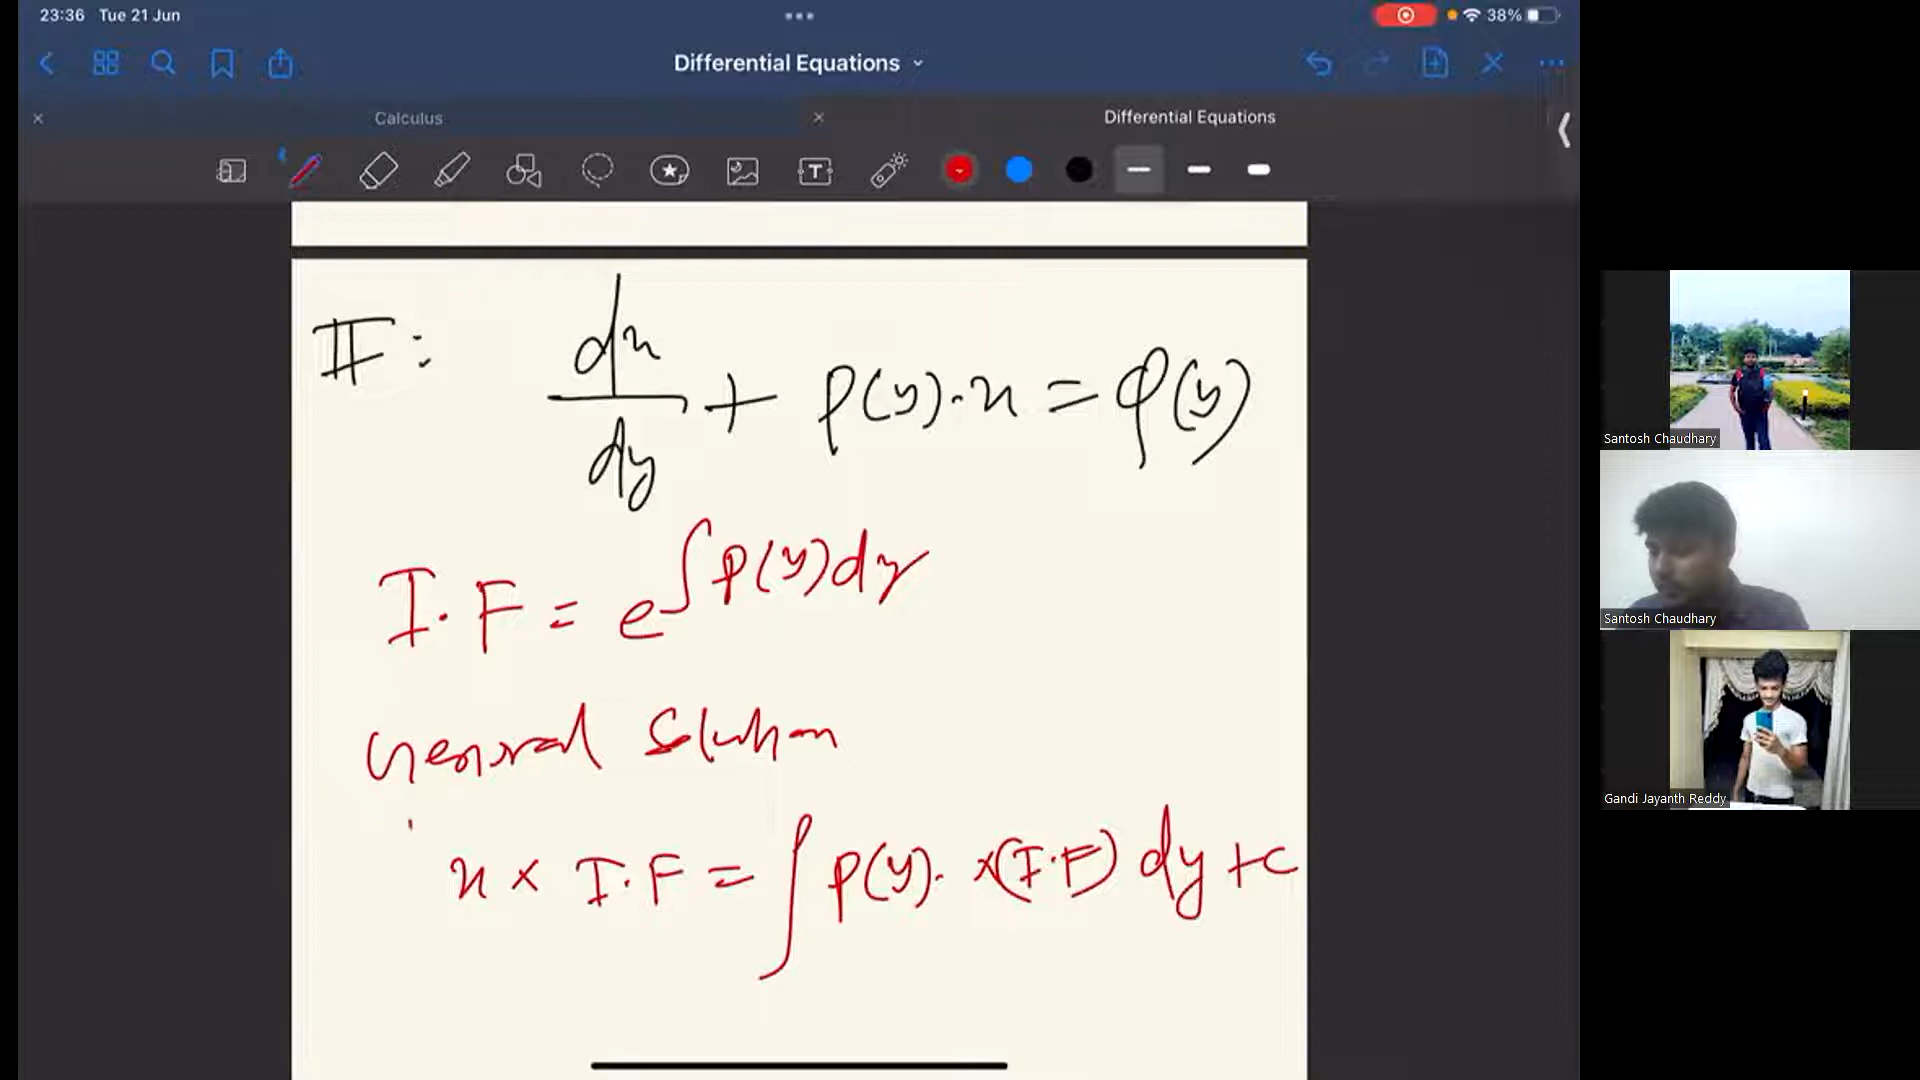 23:36 Tue 21 Jun
38%
Differential Equations
Calculus
Differential Equations
II: dx/dy + P(y).x = Q(y)
I.F = e^∫P(y)dy
General Solution
x × I.F = ∫ P(y). ×(I.F) dy + c
Santosh Chaudhary
Santosh Chaudhary
Gandi Jayanth Reddy